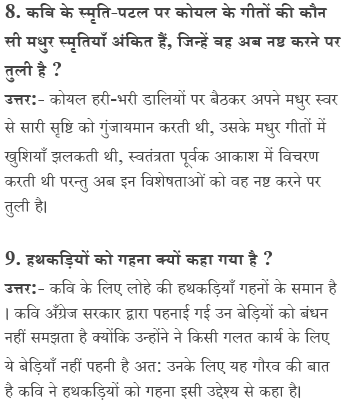 8. कवि के स्मृति-पटल पर कोयल के गीतों की कौन
सी मधुर स्मृतियाँ अंकित हैं, जिन्हें वह अब नष्ट करने पर
तुली है ?
उत्तर:- कोयल हरी-भरी डालियों पर बैठकर अपने मधुर स्वर
से सारी सृष्टि को गुंजायमान करती थी, उसके मधुर गीतों में
खुशियाँ झलकती थी, स्वतंत्रता पूर्वक आकाश में विचरण
करती थी परन्तु अब इन विशेषताओं को वह नष्ट करने पर
तुली है।
9. हथकड़ियों को गहना क्यों कहा गया है ?
उत्तर:- कवि के लिए लोहे की हथकड़ियाँ गहनों के समान है
। कवि अँग्रेज सरकार द्वारा पहनाई गई उन बेड़ियों को बंधन
नहीं समझता है क्योंकि उन्होंने ने किसी गलत कार्य के लिए
ये बेड़ियाँ नहीं पहनी है अत: उनके लिए यह गौरव की बात
है कवि ने हथकड़ियों को गहना इसी उद्देश्य से कहा है।